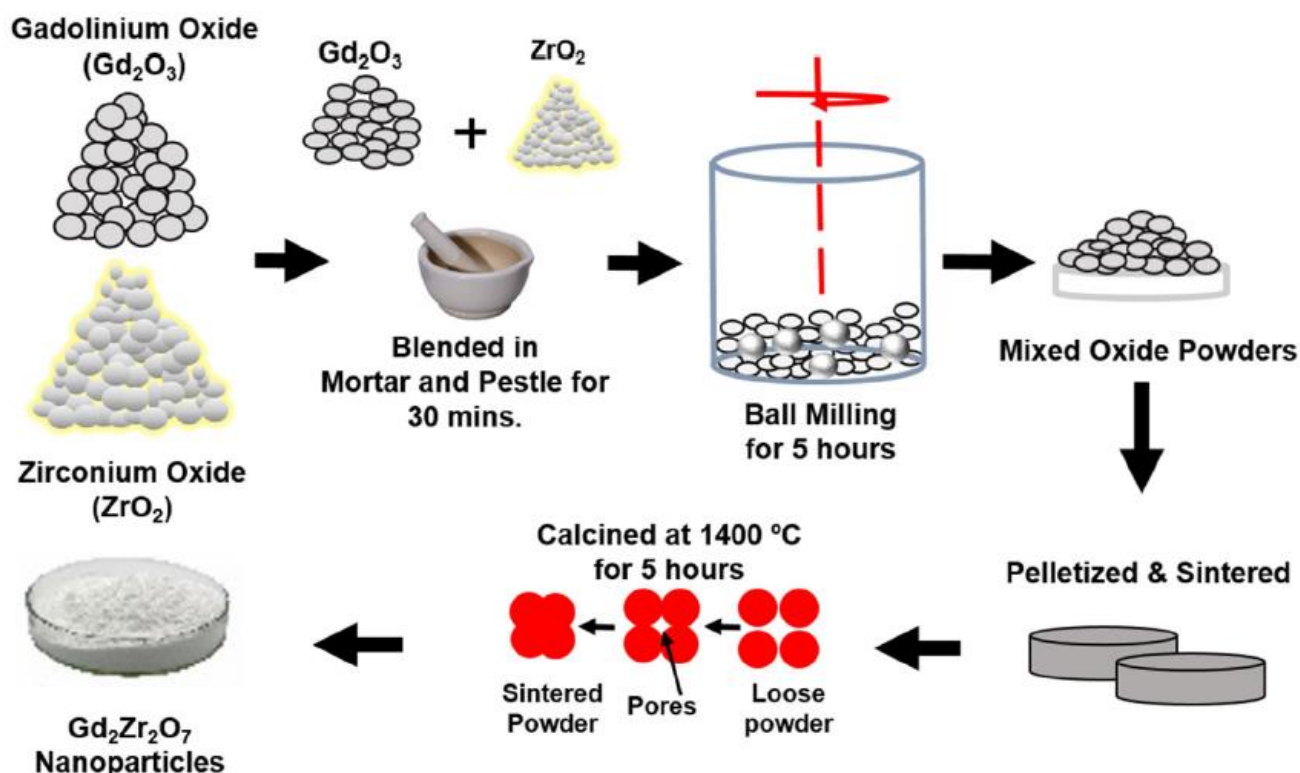 Gadolinium Oxide
(Gd₂O₃)
Gd₂O₃
+
ZrO₂
Zirconium Oxide
(ZrO₂)
Blended in
Mortar and Pestle for
30 mins.
Ball Milling
for 5 hours
Mixed Oxide Powders
Pelletized & Sintered
Calcined at 1400 ºC
for 5 hours
Sintered
Powder
Pores
Loose
powder
Gd₂Zr₂O₇
Nanoparticles